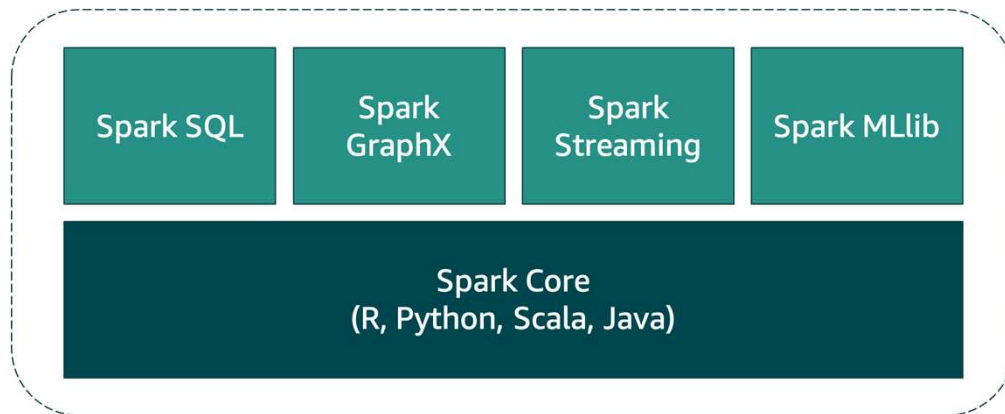 Spark SQL
Spark
GraphX
Spark
Streaming
Spark MLlib
Spark Core
(R, Python, Scala, Java)